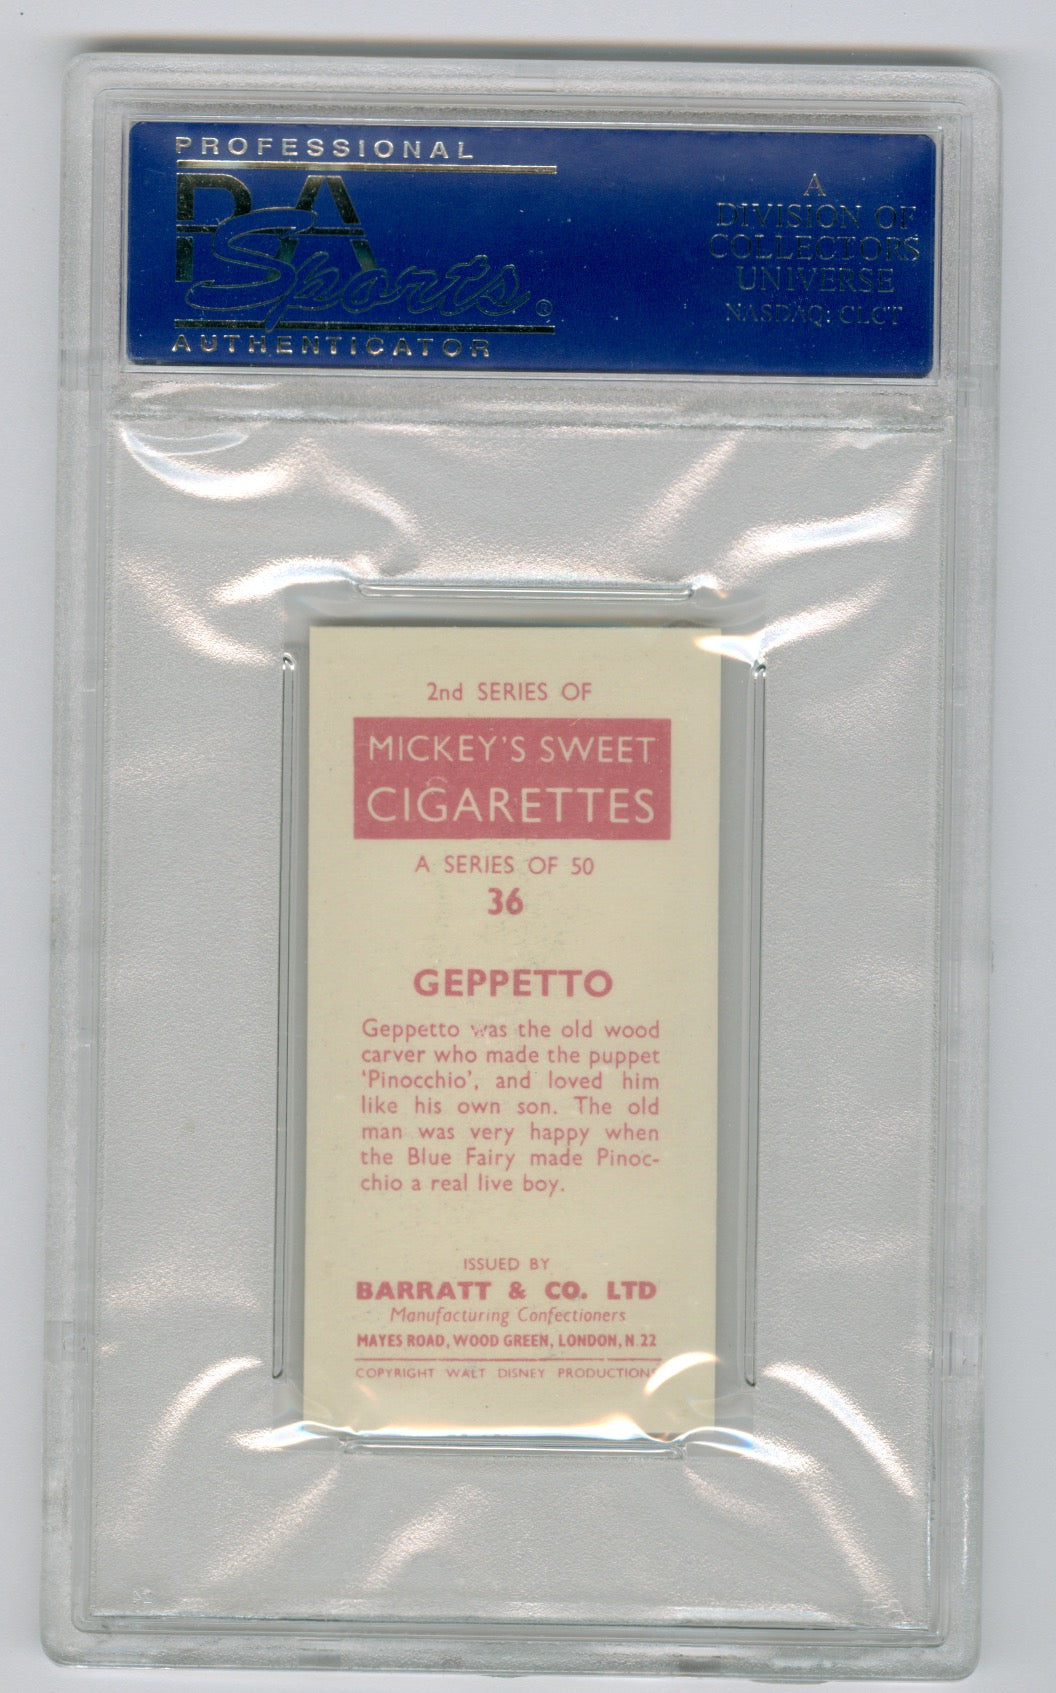 PROFESSIONAL
PSA
Sports®
AUTHENTICATOR
A
DIVISION OF
COLLECTORS
UNIVERSE
NASDAQ: CLCT
2nd SERIES OF
MICKEY'S SWEET
CIGARETTES
A SERIES OF 50
36
GEPPETTO
Geppetto was the old wood
carver who made the puppet
'Pinocchio', and loved him
like his own son. The old
man was very happy when
the Blue Fairy made Pinoc-
chio a real live boy.
ISSUED BY
BARRATT & CO. LTD
Manufacturing Confectioners
MAYES ROAD, WOOD GREEN, LONDON, N. 22
COPYRIGHT WALT DISNEY PRODUCTIONS